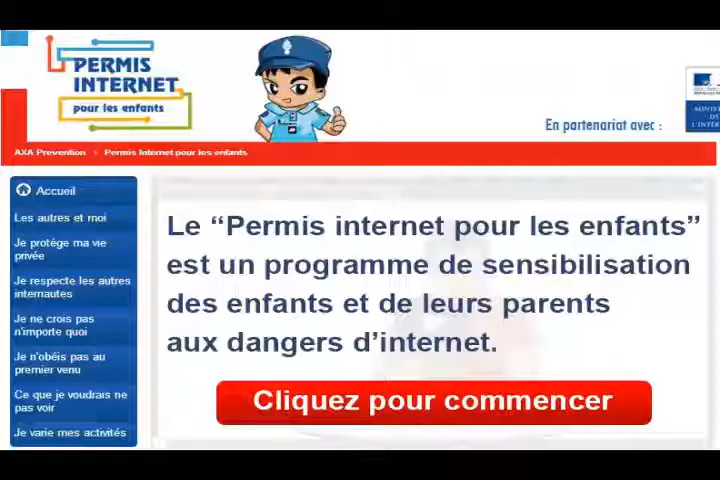 PERMIS
INTERNET
pour les enfants
En partenariat avec :
AXA Prevention > Permis Internet pour les enfants
Accueil
Les autres et moi
Je protège ma vie
privée
Je respecte les autres
internautes
Je ne crois pas
n'importe quoi
Je n'obéis pas au
premier venu
Ce que je voudrais ne
pas voir
Je varie mes activités
Le “Permis internet pour les enfants”
est un programme de sensibilisation
des enfants et de leurs parents
aux dangers d’internet.
Cliquez pour commencer